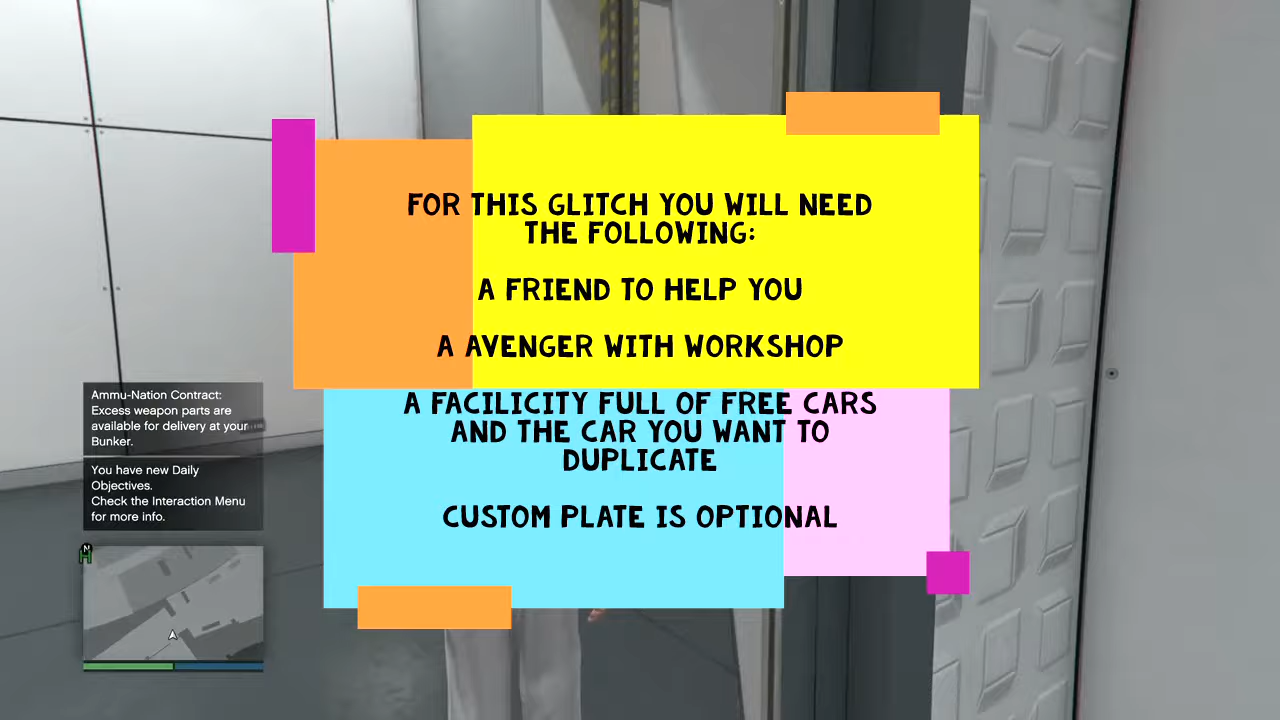 FOR THIS GLITCH YOU WILL NEED
THE FOLLOWING:
A FRIEND TO HELP YOU
A AVENGER WITH WORKSHOP
A FACILICITY FULL OF FREE CARS
AND THE CAR YOU WANT TO
DUPLICATE
CUSTOM PLATE IS OPTIONAL
Ammu-Nation Contract:
Excess weapon parts are
available for delivery at your
Bunker.
You have new Daily
Objectives.
Check the Interaction Menu
for more info.
N
H